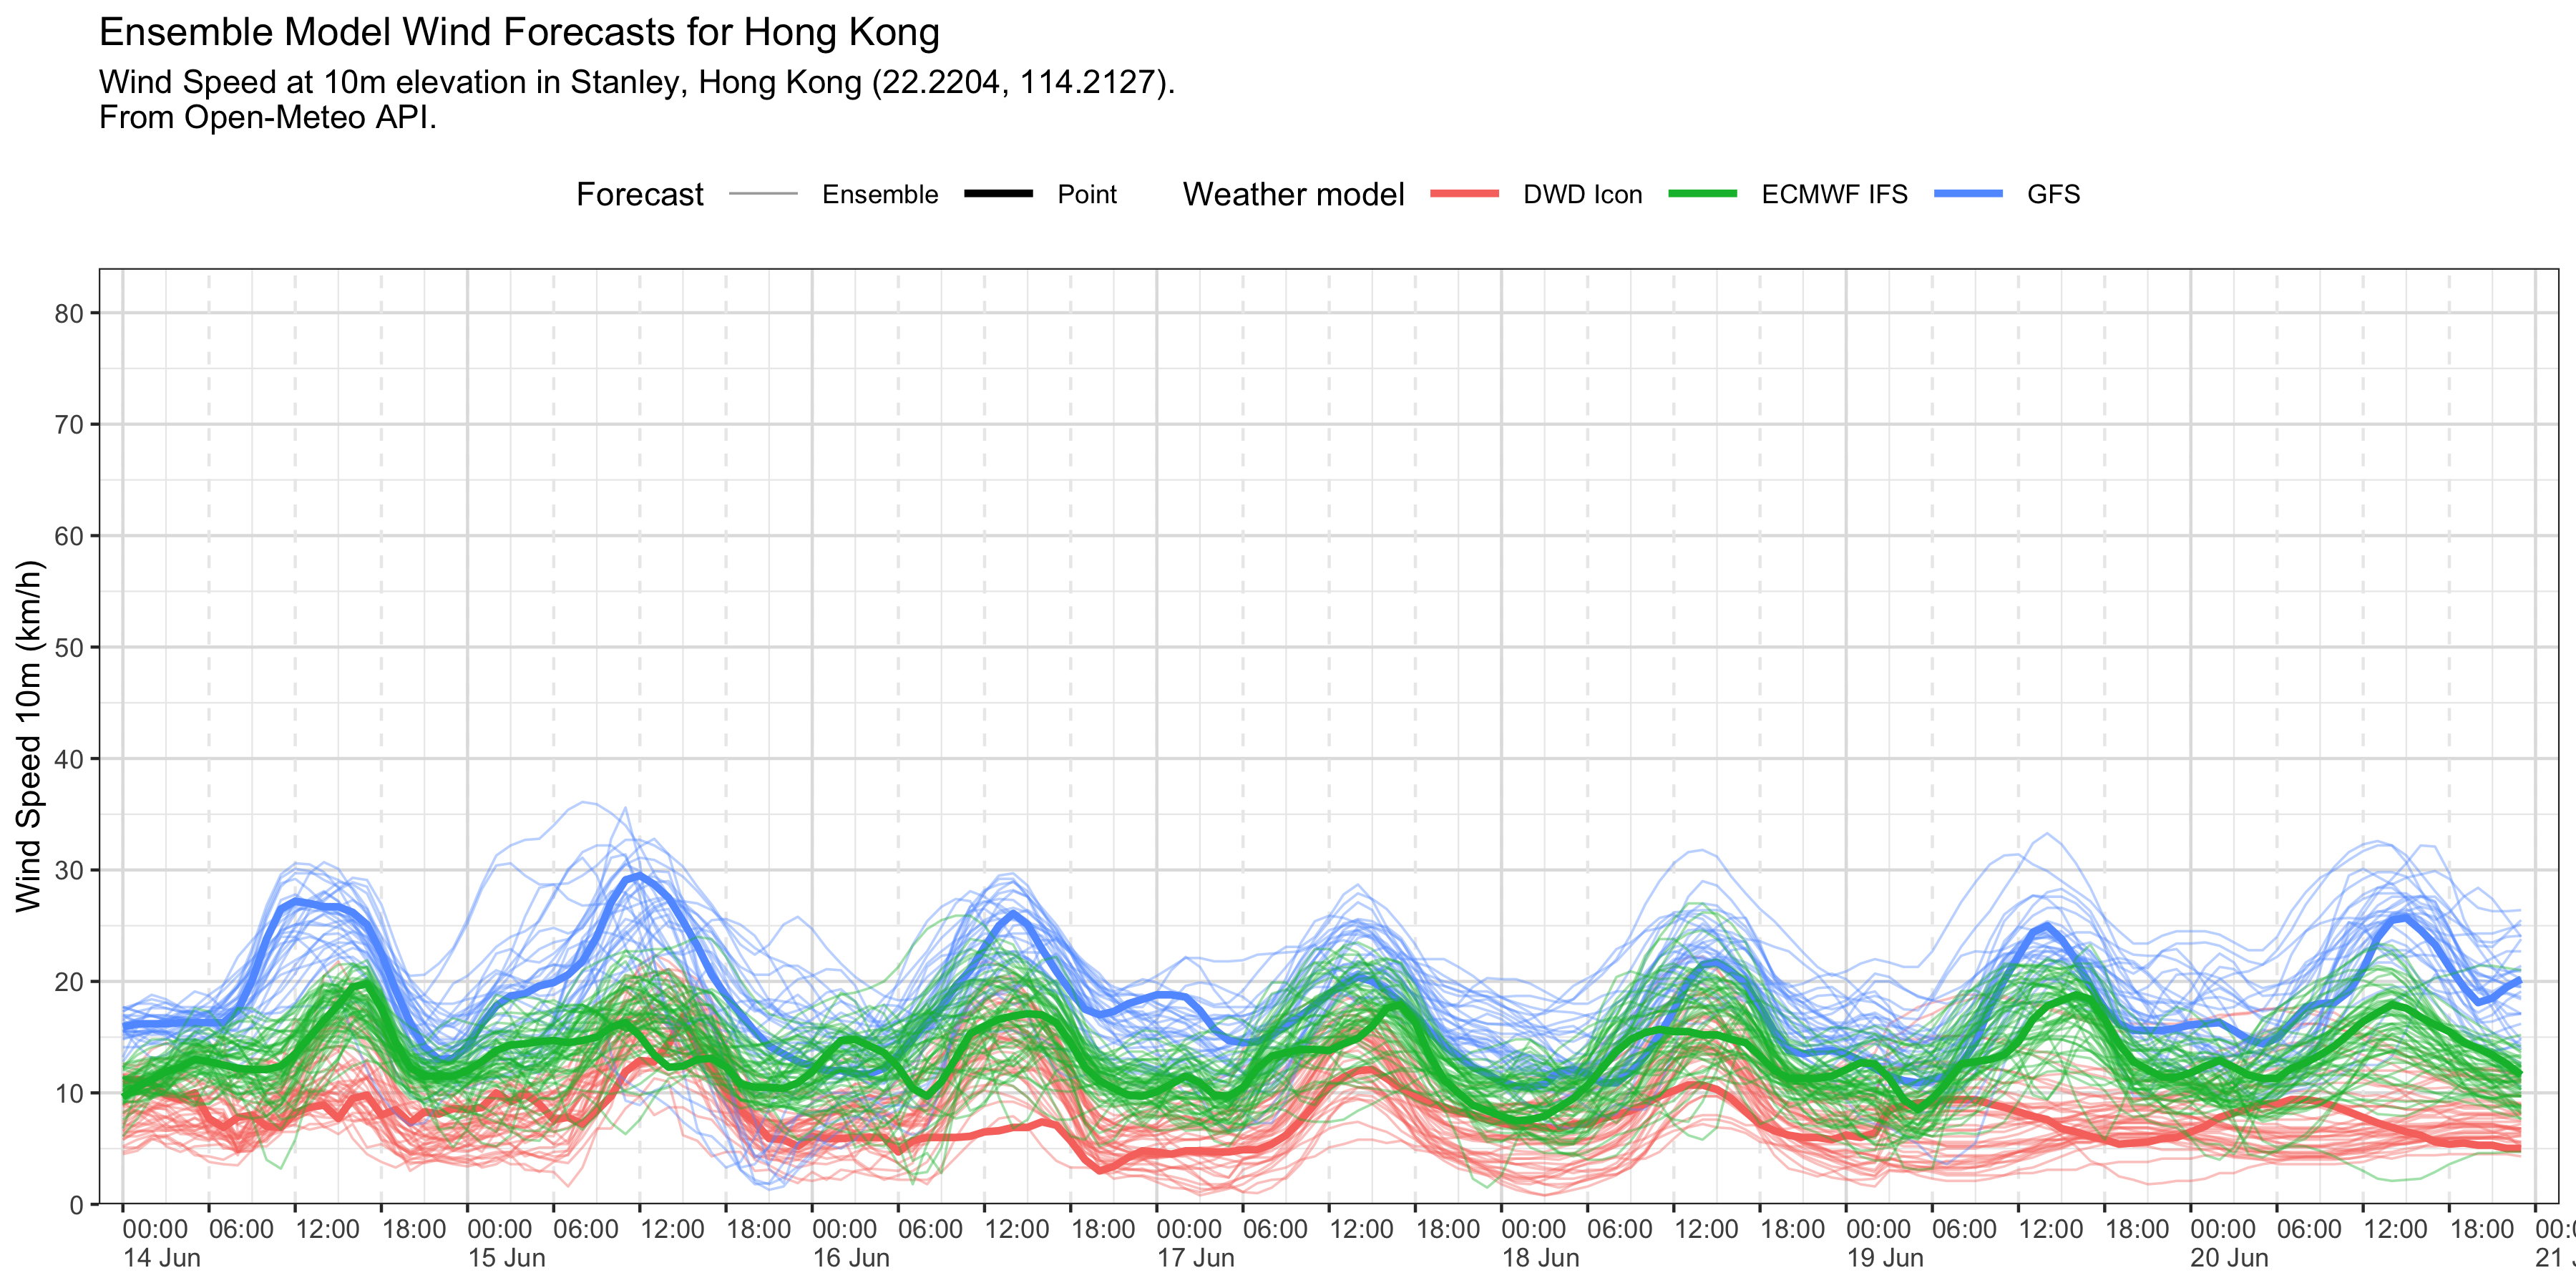 Ensemble Model Wind Forecasts for Hong Kong
Wind Speed at 10m elevation in Stanley, Hong Kong (22.2204, 114.2127).
From Open-Meteo API.
Forecast Ensemble Point Weather model DWD Icon ECMWF IFS GFS
Wind Speed 10m (km/h)
80
70
60
50
40
30
20
10
0
00:00 06:00 12:00 18:00 00:00 06:00 12:00 18:00 00:00 06:00 12:00 18:00 00:00 06:00 12:00 18:00 00:00 06:00 12:00 18:00 00:00 06:00 12:00 18:00 00:00 06:00 12:00 18:00
14 Jun 15 Jun 16 Jun 17 Jun 18 Jun 19 Jun 20 Jun 21